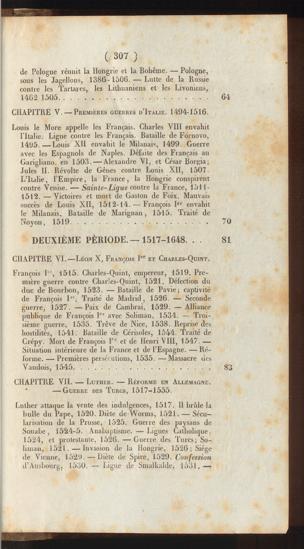 ( 307 )
de Pologne réunit la Hongrie et la Bohême. — Pologne,
sous les Jagellons, 1386-1506. — Lutte de la Russie
contre les Tartares, les Lithuaniens et les Livoniens,
1462-1505. . . . . . . . . . . . . . . . . . . 64
CHAPITRE V. — PREMIÈRES GUERRES D'ITALIE. 1494-1516.
Louis le More appelle les Français. Charles VIII envahit
l'Italie. Ligue contre les Français. Bataille de Fornovo,
1495. — Louis XII envahit le Milanais, 1499. Guerre
avec les Espagnols de Naples. Défaite des Français au
Garigliano, en 1503. — Alexandre VI, et César Borgia;
Jules II. Révolte de Gênes contre Louis XII, 1507.
L'Italie, l'Empire, la France, la Hongrie conspirent
contre Venise. — Sainte-Ligue contre la France, 1511-
1512. — Victoires et mort de Gaston de Foix. Mauvais
succès de Louis XII, 1512-14. — François Ier envahit
le Milanais. Bataille de Marignan, 1515. Traité de
Noyon, 1519. . . . . . . . . . . . . . . . . . . 70
DEUXIÈME PÉRIODE. — 1517-1648. . . 81
CHAPITRE VI. — LÉON X, FRANÇOIS Ier ET CHARLES-QUINT.
François Ier, 1515. Charles-Quint, empereur, 1519. Pre-
mière guerre contre Charles-Quint, 1521. Défection du
duc de Bourbon, 1523. — Bataille de Pavie; captivité
de François Ier. Traité de Madrid, 1526. — Seconde
guerre, 1527. — Paix de Cambrai, 1529. — Alliance
publique de François Ier avec Soliman, 1534. — Troi-
sième guerre, 1535. Trêve de Nice, 1538. Reprise des
hostilités, 1541. Bataille de Cérisoles, 1544. Traité de
Crépy. Mort de François Ier et de Henri VIII, 1547. —
Situation intérieure de la France et de l'Espagne. — Ré-
forme. — Premières persécutions, 1535. — Massacre des
Vaudois, 1545. . . . . . . . . . . . . . . . . . . 83
CHAPITRE VII. — LUTHER. — RÉFORME EN ALLEMAGNE.
— GUERRE DES TURCS, 1517-1555.
Luther attaque la vente des indulgences, 1517. Il brûle la
bulle du Pape, 1520. Diète de Worms, 1521. — Sécu-
larisation de la Prusse, 1525. Guerre des paysans de
Souabe, 1524-5. Anabaptisme. — Ligues Catholique,
1524, et protestante, 1526. — Guerre des Turcs; So-
liman, 1521. — Invasion de la Hongrie, 1526; Siège
de Vienne, 1529. — Diète de Spire, 1529. Confession
d'Ausbourg, 1530. — Ligue de Smalkalde, 1531, —